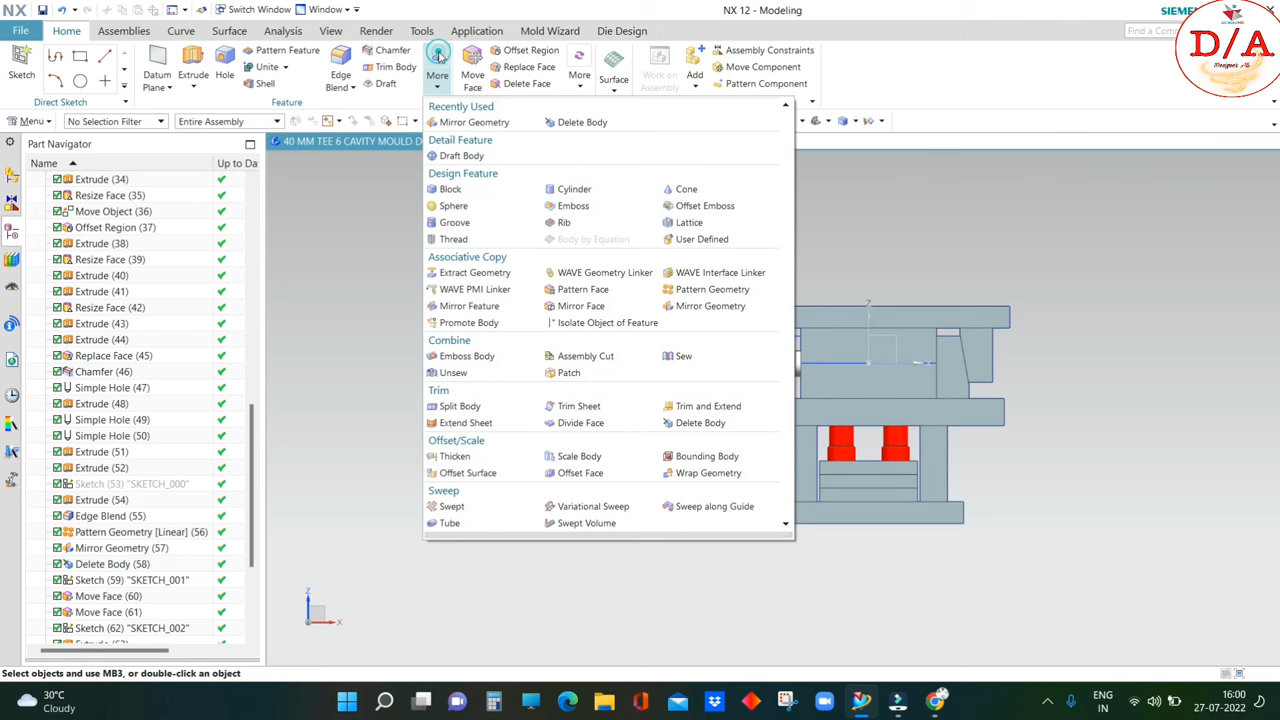 NX Switch Window Window NX 12 - Modeling SIEMENS
File Home Assemblies Curve Surface Analysis View Render Tools Application Mold Wizard Die Design Find a Comm
D/A
Designer Ali
Sketch
Datum Plane Extrude Hole Pattern Feature Unite Shell Edge Blend Chamfer Trim Body Draft More
Move Face Offset Region Replace Face Delete Face More Surface
Work on Assembly Add Assembly Constraints Move Component Pattern Component
Direct Sketch Feature
Menu No Selection Filter Entire Assembly
Part Navigator
Name Up to Da
Extrude (34)
Resize Face (35)
Move Object (36)
Offset Region (37)
Extrude (38)
Resize Face (39)
Extrude (40)
Extrude (41)
Resize Face (42)
Extrude (43)
Extrude (44)
Replace Face (45)
Chamfer (46)
Simple Hole (47)
Extrude (48)
Simple Hole (49)
Simple Hole (50)
Extrude (51)
Extrude (52)
Sketch (53) "SKETCH_000"
Extrude (54)
Edge Blend (55)
Pattern Geometry [Linear] (56)
Mirror Geometry (57)
Delete Body (58)
Sketch (59) "SKETCH_001"
Move Face (60)
Move Face (61)
Sketch (62) "SKETCH_002"
40 MM TEE 6 CAVITY MOULD D
Recently Used
Mirror Geometry Delete Body
Detail Feature
Draft Body
Design Feature
Block Cylinder Cone
Sphere Emboss Offset Emboss
Groove Rib Lattice
Thread Body by Equation User Defined
Associative Copy
Extract Geometry WAVE Geometry Linker WAVE Interface Linker
WAVE PMI Linker Pattern Face Pattern Geometry
Mirror Feature Mirror Face Mirror Geometry
Promote Body Isolate Object of Feature
Combine
Emboss Body Assembly Cut Sew
Unsew Patch
Trim
Split Body Trim Sheet Trim and Extend
Extend Sheet Divide Face Delete Body
Offset/Scale
Thicken Scale Body Bounding Body
Offset Surface Offset Face Wrap Geometry
Sweep
Swept Variational Sweep Sweep along Guide
Tube Swept Volume
Z
Z
X
Select objects and use MB3, or double-click an object
30°C
Cloudy
ENG
IN
16:00
27-07-2022